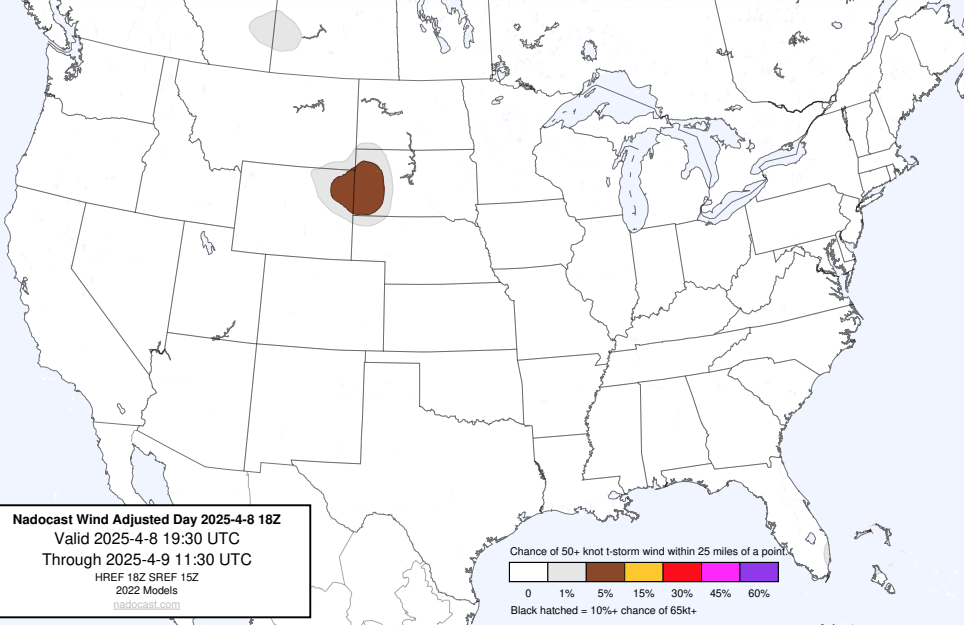 Nadocast Wind Adjusted Day 2025-4-8 18Z
Valid 2025-4-8 19:30 UTC
Through 2025-4-9 11:30 UTC
HREF 18Z SREF 15Z
2022 Models
nadocast.com
Chance of 50+ knot t-storm wind within 25 miles of a point.
0 1% 5% 15% 30% 45% 60%
Black hatched = 10%+ chance of 65kt+